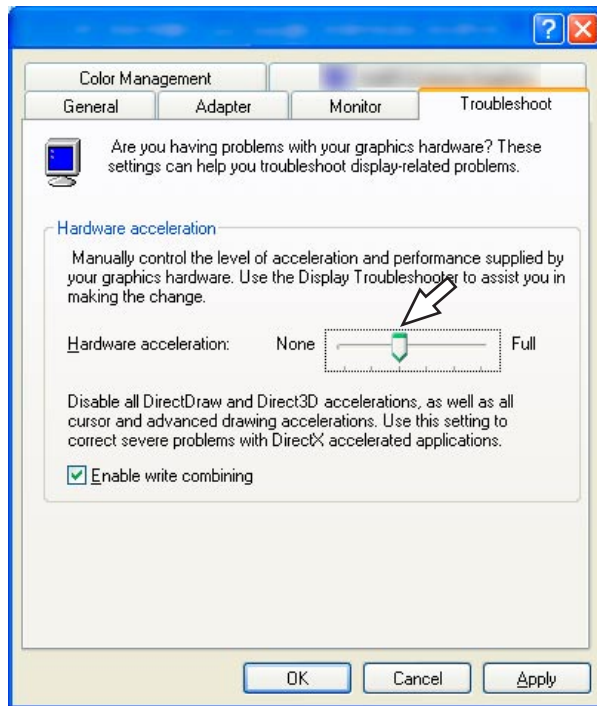 Color Management
General Adapter Monitor Troubleshoot
Are you having problems with your graphics hardware? These
settings can help you troubleshoot display-related problems.
Hardware acceleration
Manually control the level of acceleration and performance supplied by
your graphics hardware. Use the Display Troubleshooter to assist you in
making the change.
Hardware acceleration: None Full
Disable all DirectDraw and Direct3D accelerations, as well as all
cursor and advanced drawing accelerations. Use this setting to
correct severe problems with DirectX accelerated applications.
Enable write combining
OK Cancel Apply